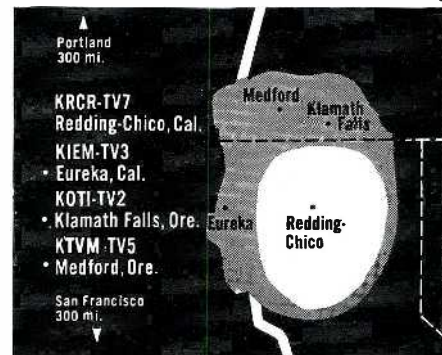 Portland
300 mi.
KRCR-TV7
Redding-Chico, Cal.
KIEM-TV3
• Eureka, Cal.
KOTI-TV2
• Klamath Falls, Ore.
KTVM-TV5
• Medford, Ore.
San Francisco
300 mi.
Medford
Klamath
Falls
Eureka
Redding-
Chico